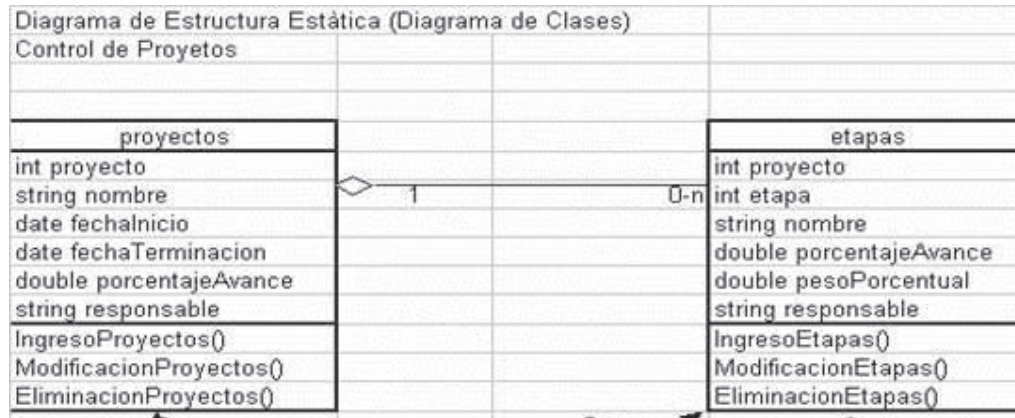 Diagrama de Estructura Estàtica (Diagrama de Clases)
Control de Proyetos
proyectos
int proyecto
string nombre
date fechaInicio
date fechaTerminacion
double porcentajeAvance
string responsable
IngresoProyectos()
ModificacionProyectos()
EliminacionProyectos()
1
0-n
etapas
int proyecto
int etapa
string nombre
double porcentajeAvance
double pesoPorcentual
string responsable
IngresoEtapas()
ModificacionEtapas()
EliminacionEtapas()